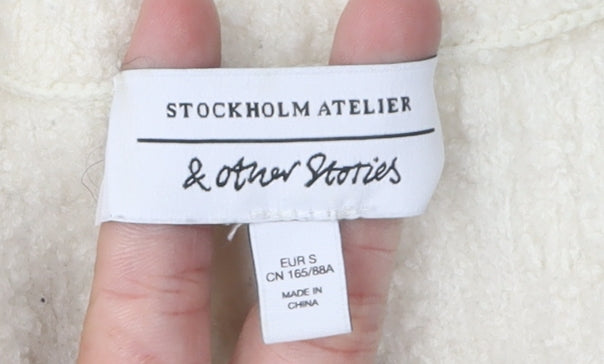 STOCKHOLM ATELIER
& other Stories
EUR S
CN 165/88A
MADE IN
CHINA